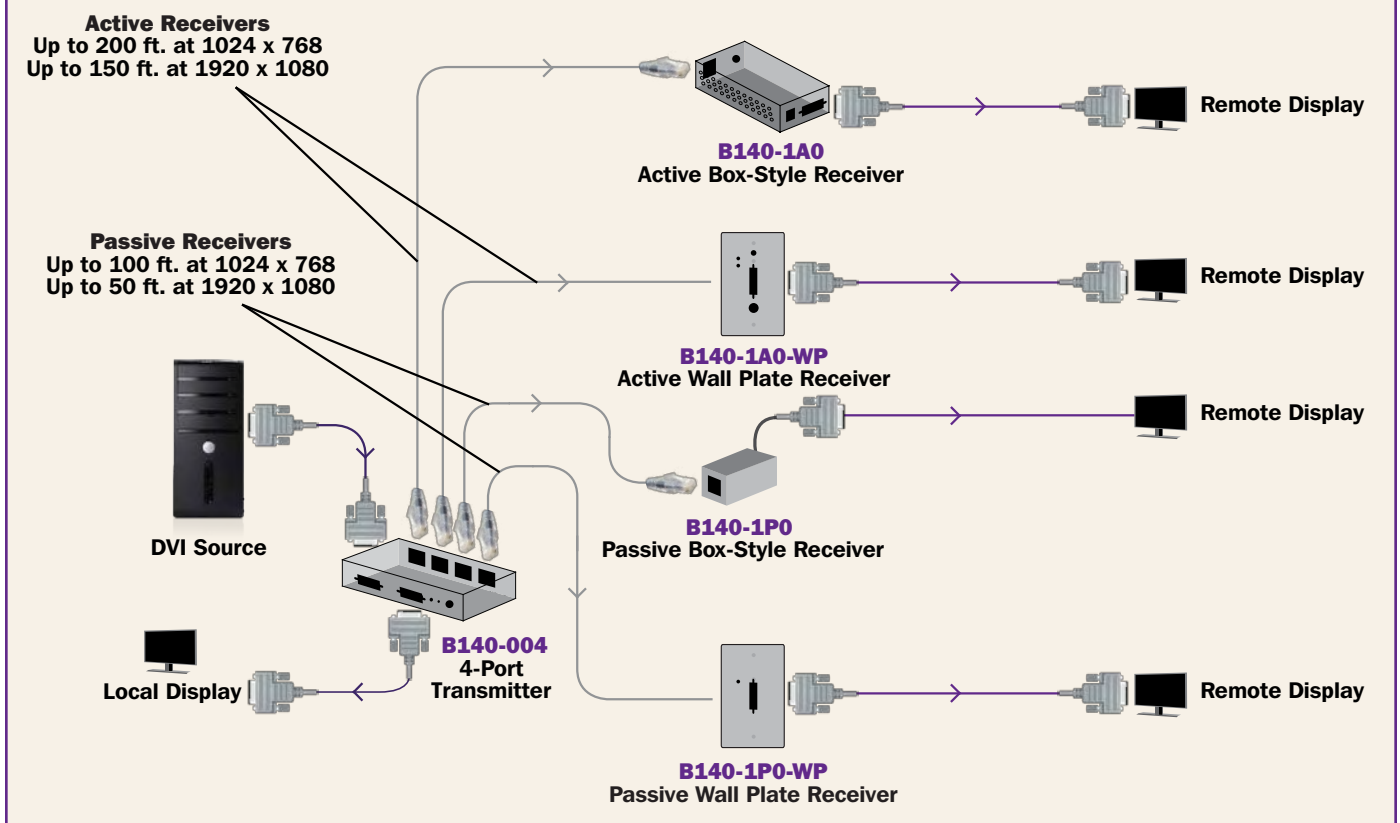 Active Receivers
Up to 200 ft. at 1024 x 768
Up to 150 ft. at 1920 x 1080
B140-1A0
Active Box-Style Receiver
Remote Display
Passive Receivers
Up to 100 ft. at 1024 x 768
Up to 50 ft. at 1920 x 1080
B140-1A0-WP
Active Wall Plate Receiver
Remote Display
B140-1P0
Passive Box-Style Receiver
Remote Display
DVI Source
B140-004
4-Port
Transmitter
Local Display
B140-1P0-WP
Passive Wall Plate Receiver
Remote Display